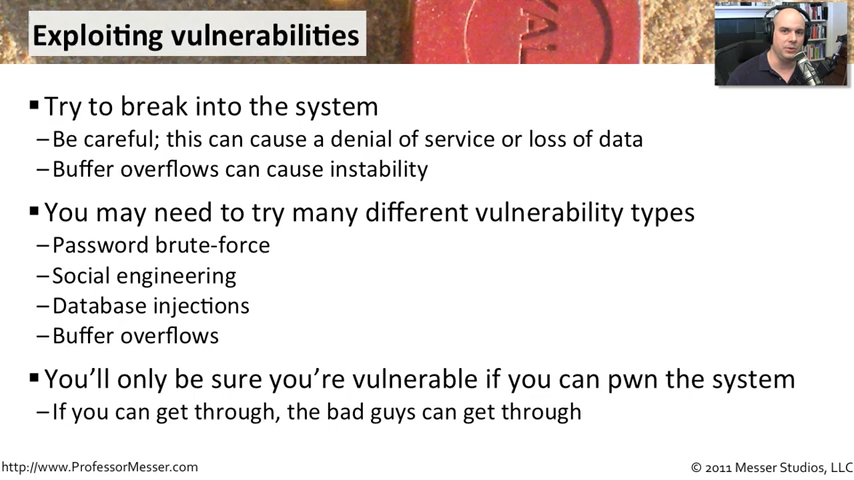 Exploiting vulnerabilities
VAL
▪Try to break into the system
–Be careful; this can cause a denial of service or loss of data
–Buffer overflows can cause instability
▪You may need to try many different vulnerability types
–Password brute-force
–Social engineering
–Database injections
–Buffer overflows
▪You’ll only be sure you’re vulnerable if you can pwn the system
–If you can get through, the bad guys can get through
http://www.ProfessorMesser.com
© 2011 Messer Studios, LLC